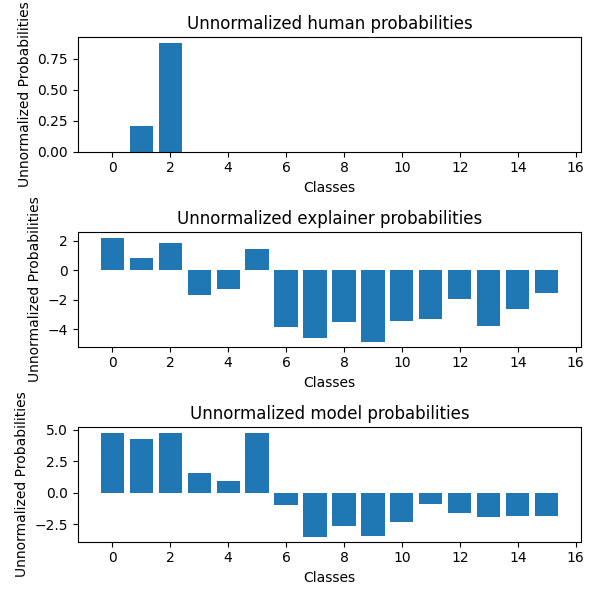 Unnormalized human probabilities
Unnormalized Probabilities
0.75
0.50
0.25
0.00
0 2 4 6 8 10 12 14 16
Classes
Unnormalized explainer probabilities
Unnormalized Probabilities
2
0
−2
−4
0 2 4 6 8 10 12 14 16
Classes
Unnormalized model probabilities
Unnormalized Probabilities
5.0
2.5
0.0
−2.5
0 2 4 6 8 10 12 14 16
Classes